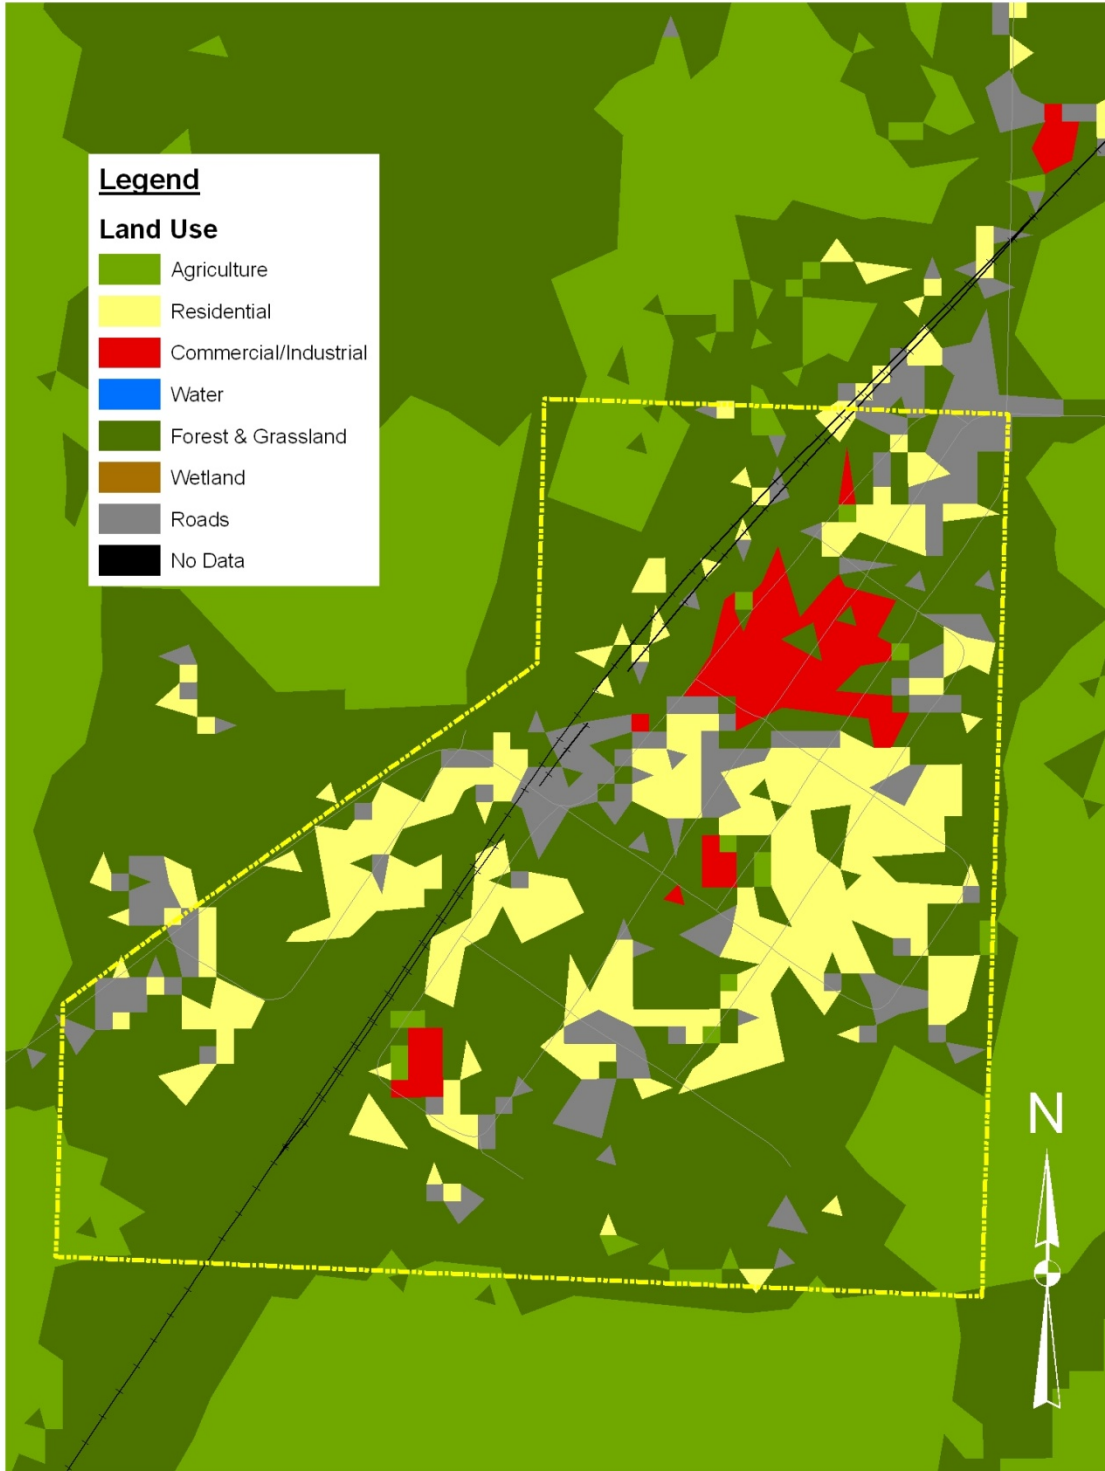 Legend
Land Use
Agriculture
Residential
Commercial/Industrial
Water
Forest & Grassland
Wetland
Roads
No Data
N